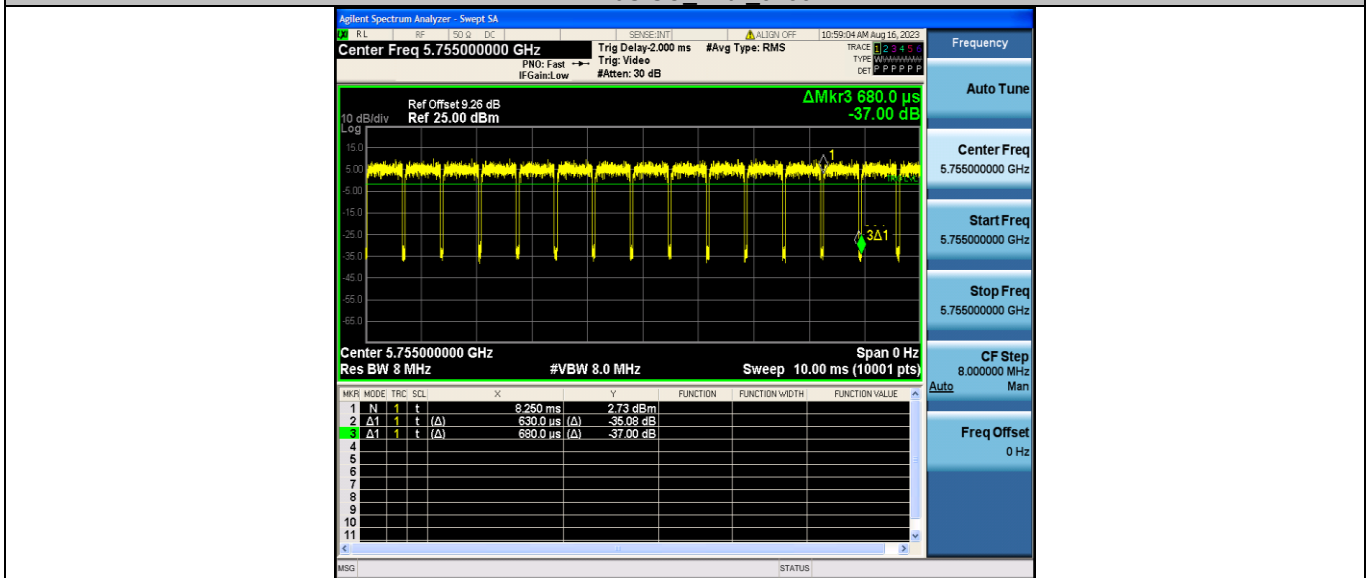 Agilent Spectrum Analyzer - Swept SA
RL RF 50 Ω DC SENSE:INT ALIGN OFF 10:59:04 AM Aug 16, 2023
Center Freq 5.755000000 GHz
PNO: Fast
IFGain:Low
Trig Delay-2.000 ms
Trig: Video
#Atten: 30 dB
#Avg Type: RMS
TRACE 1 2 3 4 5 6
TYPE WWWWWW
DET P P P P P P
Frequency
Auto Tune
Center Freq
5.755000000 GHz
Start Freq
5.755000000 GHz
Stop Freq
5.755000000 GHz
CF Step
8.000000 MHz
Auto Man
Freq Offset
0 Hz
ΔMkr3 680.0 µs
-37.00 dB
Ref Offset 9.26 dB
10 dB/div Ref 25.00 dBm
Log
15.0
5.00
-5.00
-15.0
-25.0
-35.0
-45.0
-55.0
-65.0
1
3Δ1
Center 5.755000000 GHz Span 0 Hz
Res BW 8 MHz #VBW 8.0 MHz Sweep 10.00 ms (10001 pts)
MKR MODE TRC SCL X Y FUNCTION FUNCTION WIDTH FUNCTION VALUE
1 N 1 t 8.250 ms 2.73 dBm
2 Δ1 1 t (Δ) 630.0 µs (Δ) -35.08 dB
3 Δ1 1 t (Δ) 680.0 µs (Δ) -37.00 dB
4
5
6
7
8
9
10
11
MSG STATUS